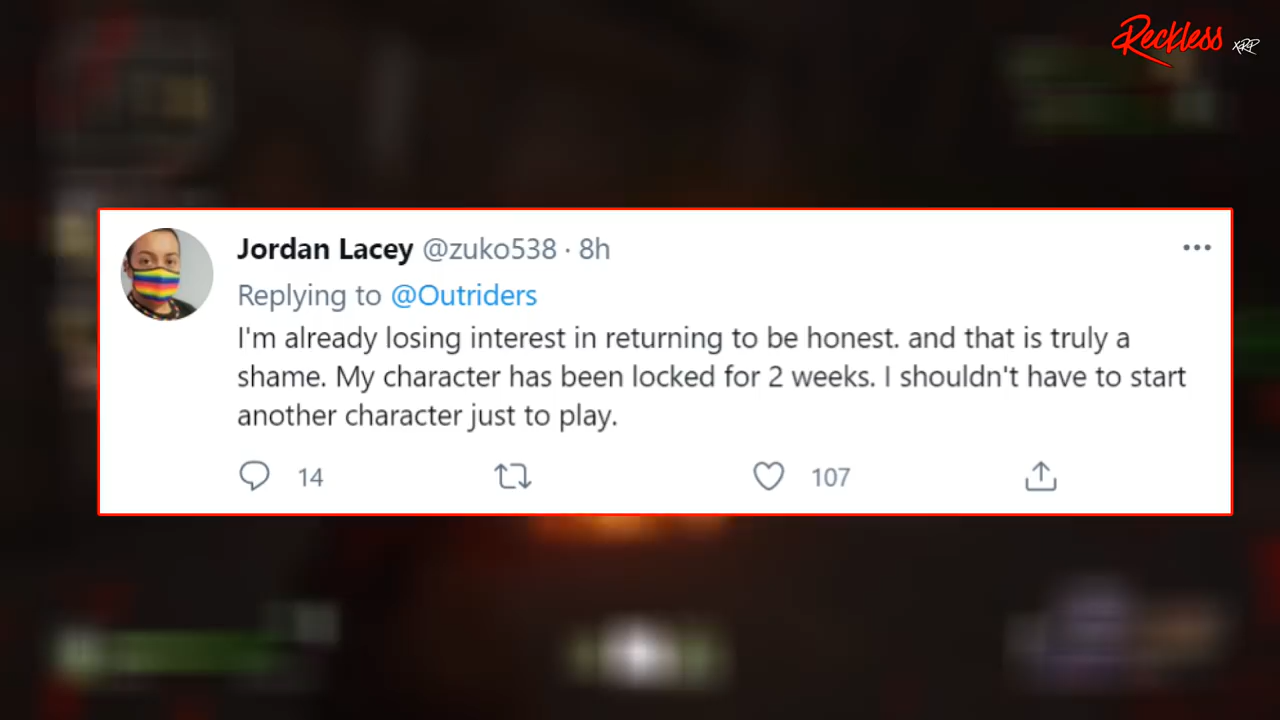 Reckless XRP
Jordan Lacey @zuko538 · 8h
Replying to @Outriders
I'm already losing interest in returning to be honest. and that is truly a
shame. My character has been locked for 2 weeks. I shouldn't have to start
another character just to play.
14 107